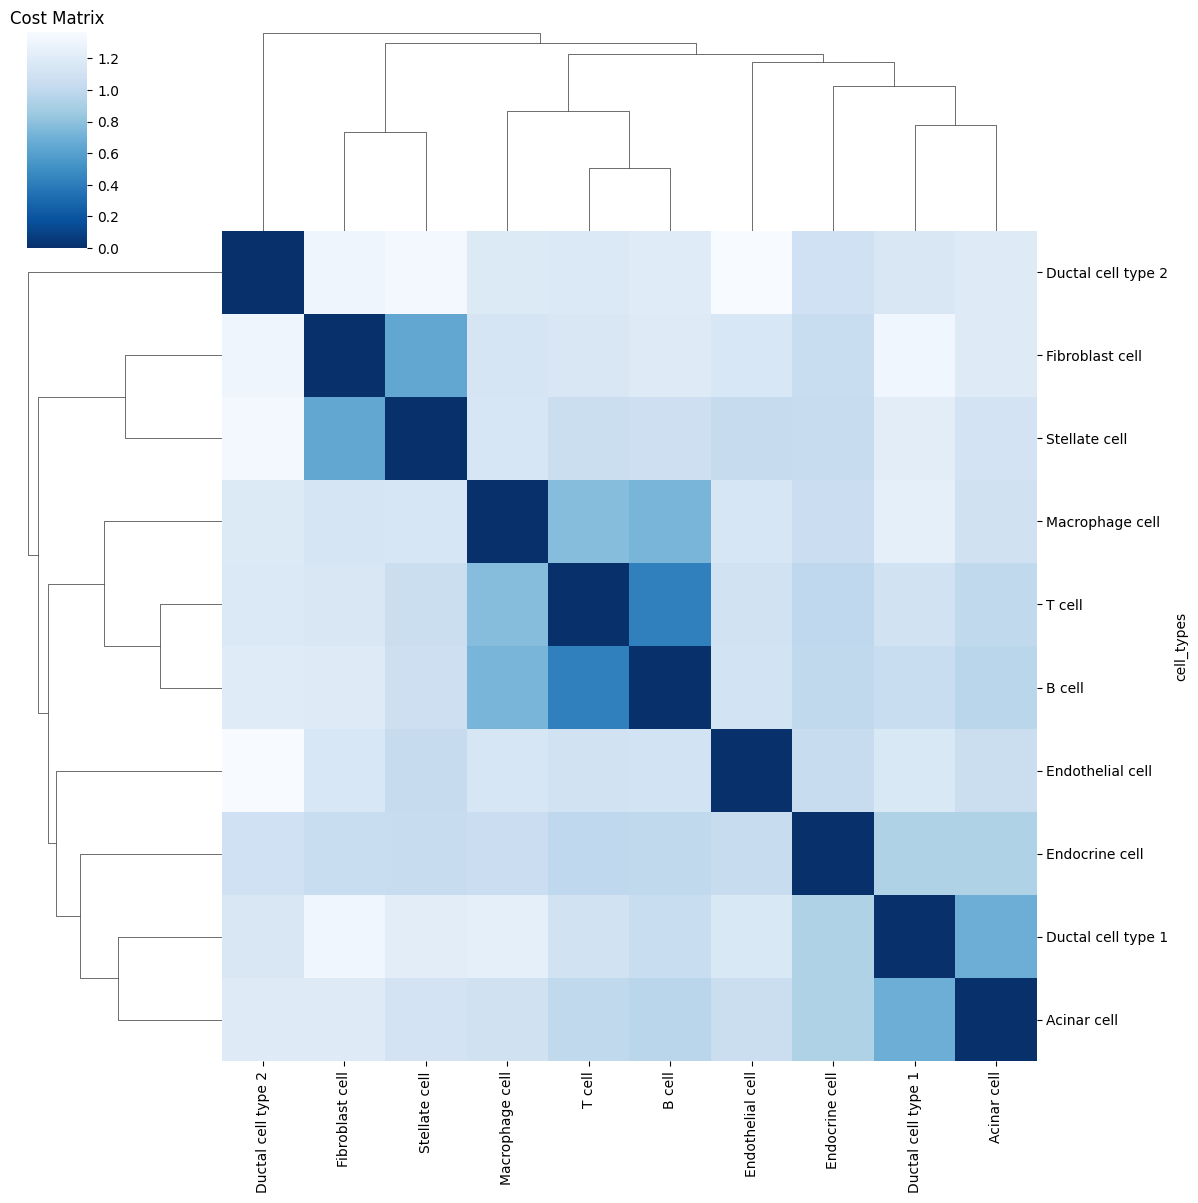 Cost Matrix
1.2
1.0
0.8
0.6
0.4
0.2
0.0
Ductal cell type 2
Fibroblast cell
Stellate cell
Macrophage cell
T cell
B cell
Endothelial cell
Endocrine cell
Ductal cell type 1
Acinar cell
cell_types
Ductal cell type 2
Fibroblast cell
Stellate cell
Macrophage cell
T cell
B cell
Endothelial cell
Endocrine cell
Ductal cell type 1
Acinar cell